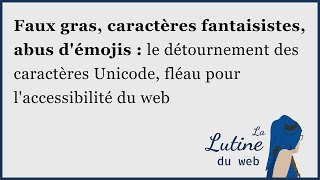 Faux gras, caractères fantaisistes,
abus d'émojis : le détournement des
caractères Unicode, fléau pour
l'accessibilité du web
La
Lutine
du web